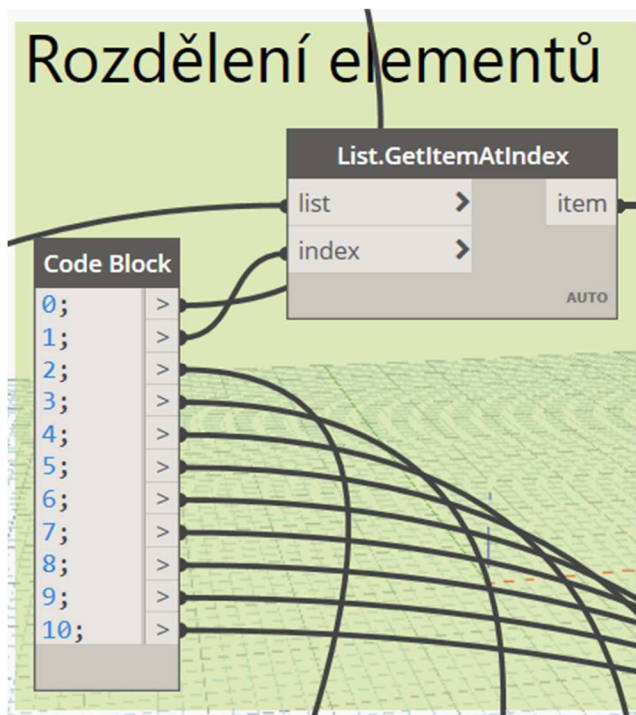 Rozdělení elementů
List.GetItemAtIndex
list >
item
index >
AUTO
Code Block
0; >
1; >
2; >
3; >
4; >
5; >
6; >
7; >
8; >
9; >
10; >